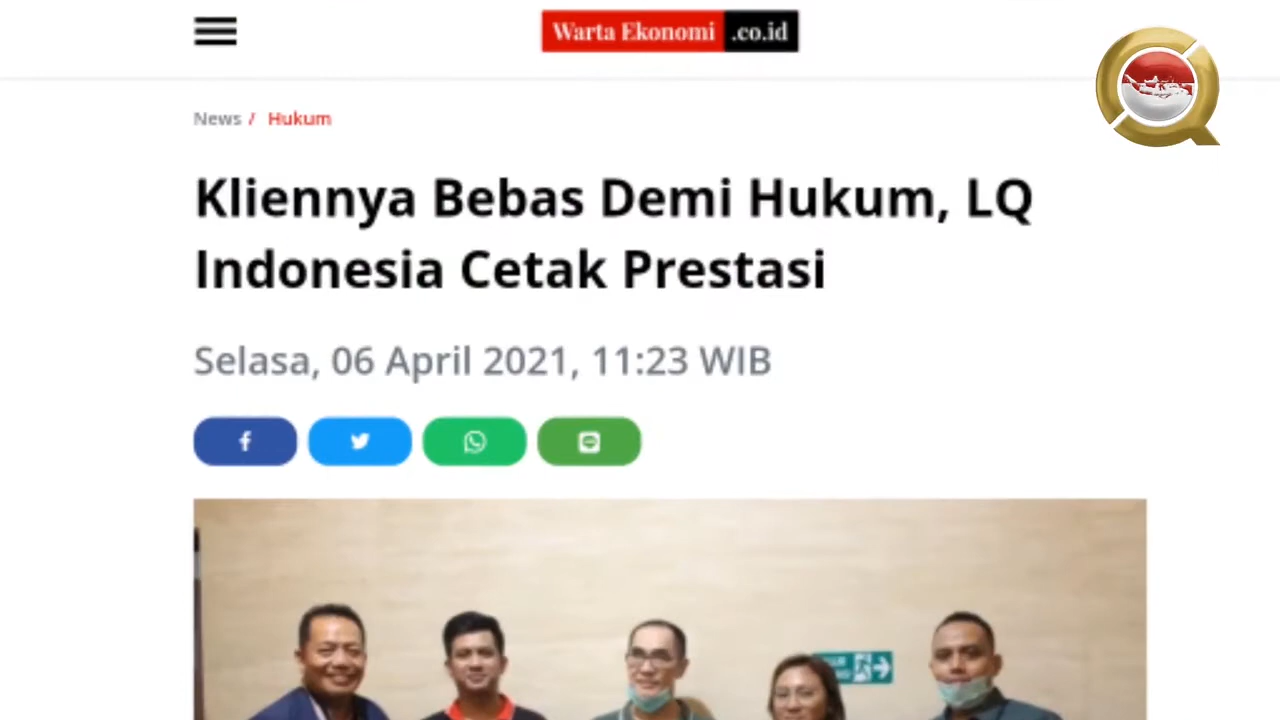 Warta Ekonomi .co.id
News / Hukum
Kliennya Bebas Demi Hukum, LQ
Indonesia Cetak Prestasi
Selasa, 06 April 2021, 11:23 WIB